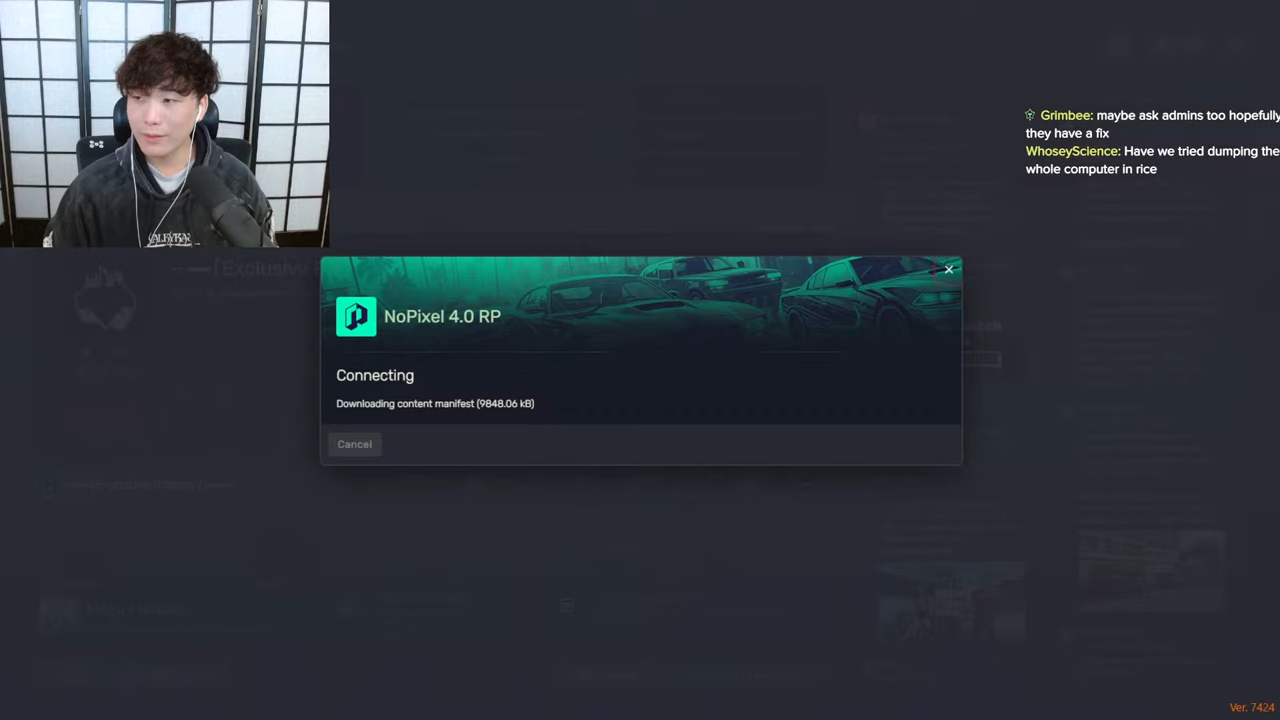 Grimbee: maybe ask admins too hopefully
they have a fix
WhoseyScience: Have we tried dumping the
whole computer in rice
[Exclusive
NoPixel 4.0 RP
Connecting
Downloading content manifest (9848.06 kB)
Cancel
Ver. 7424